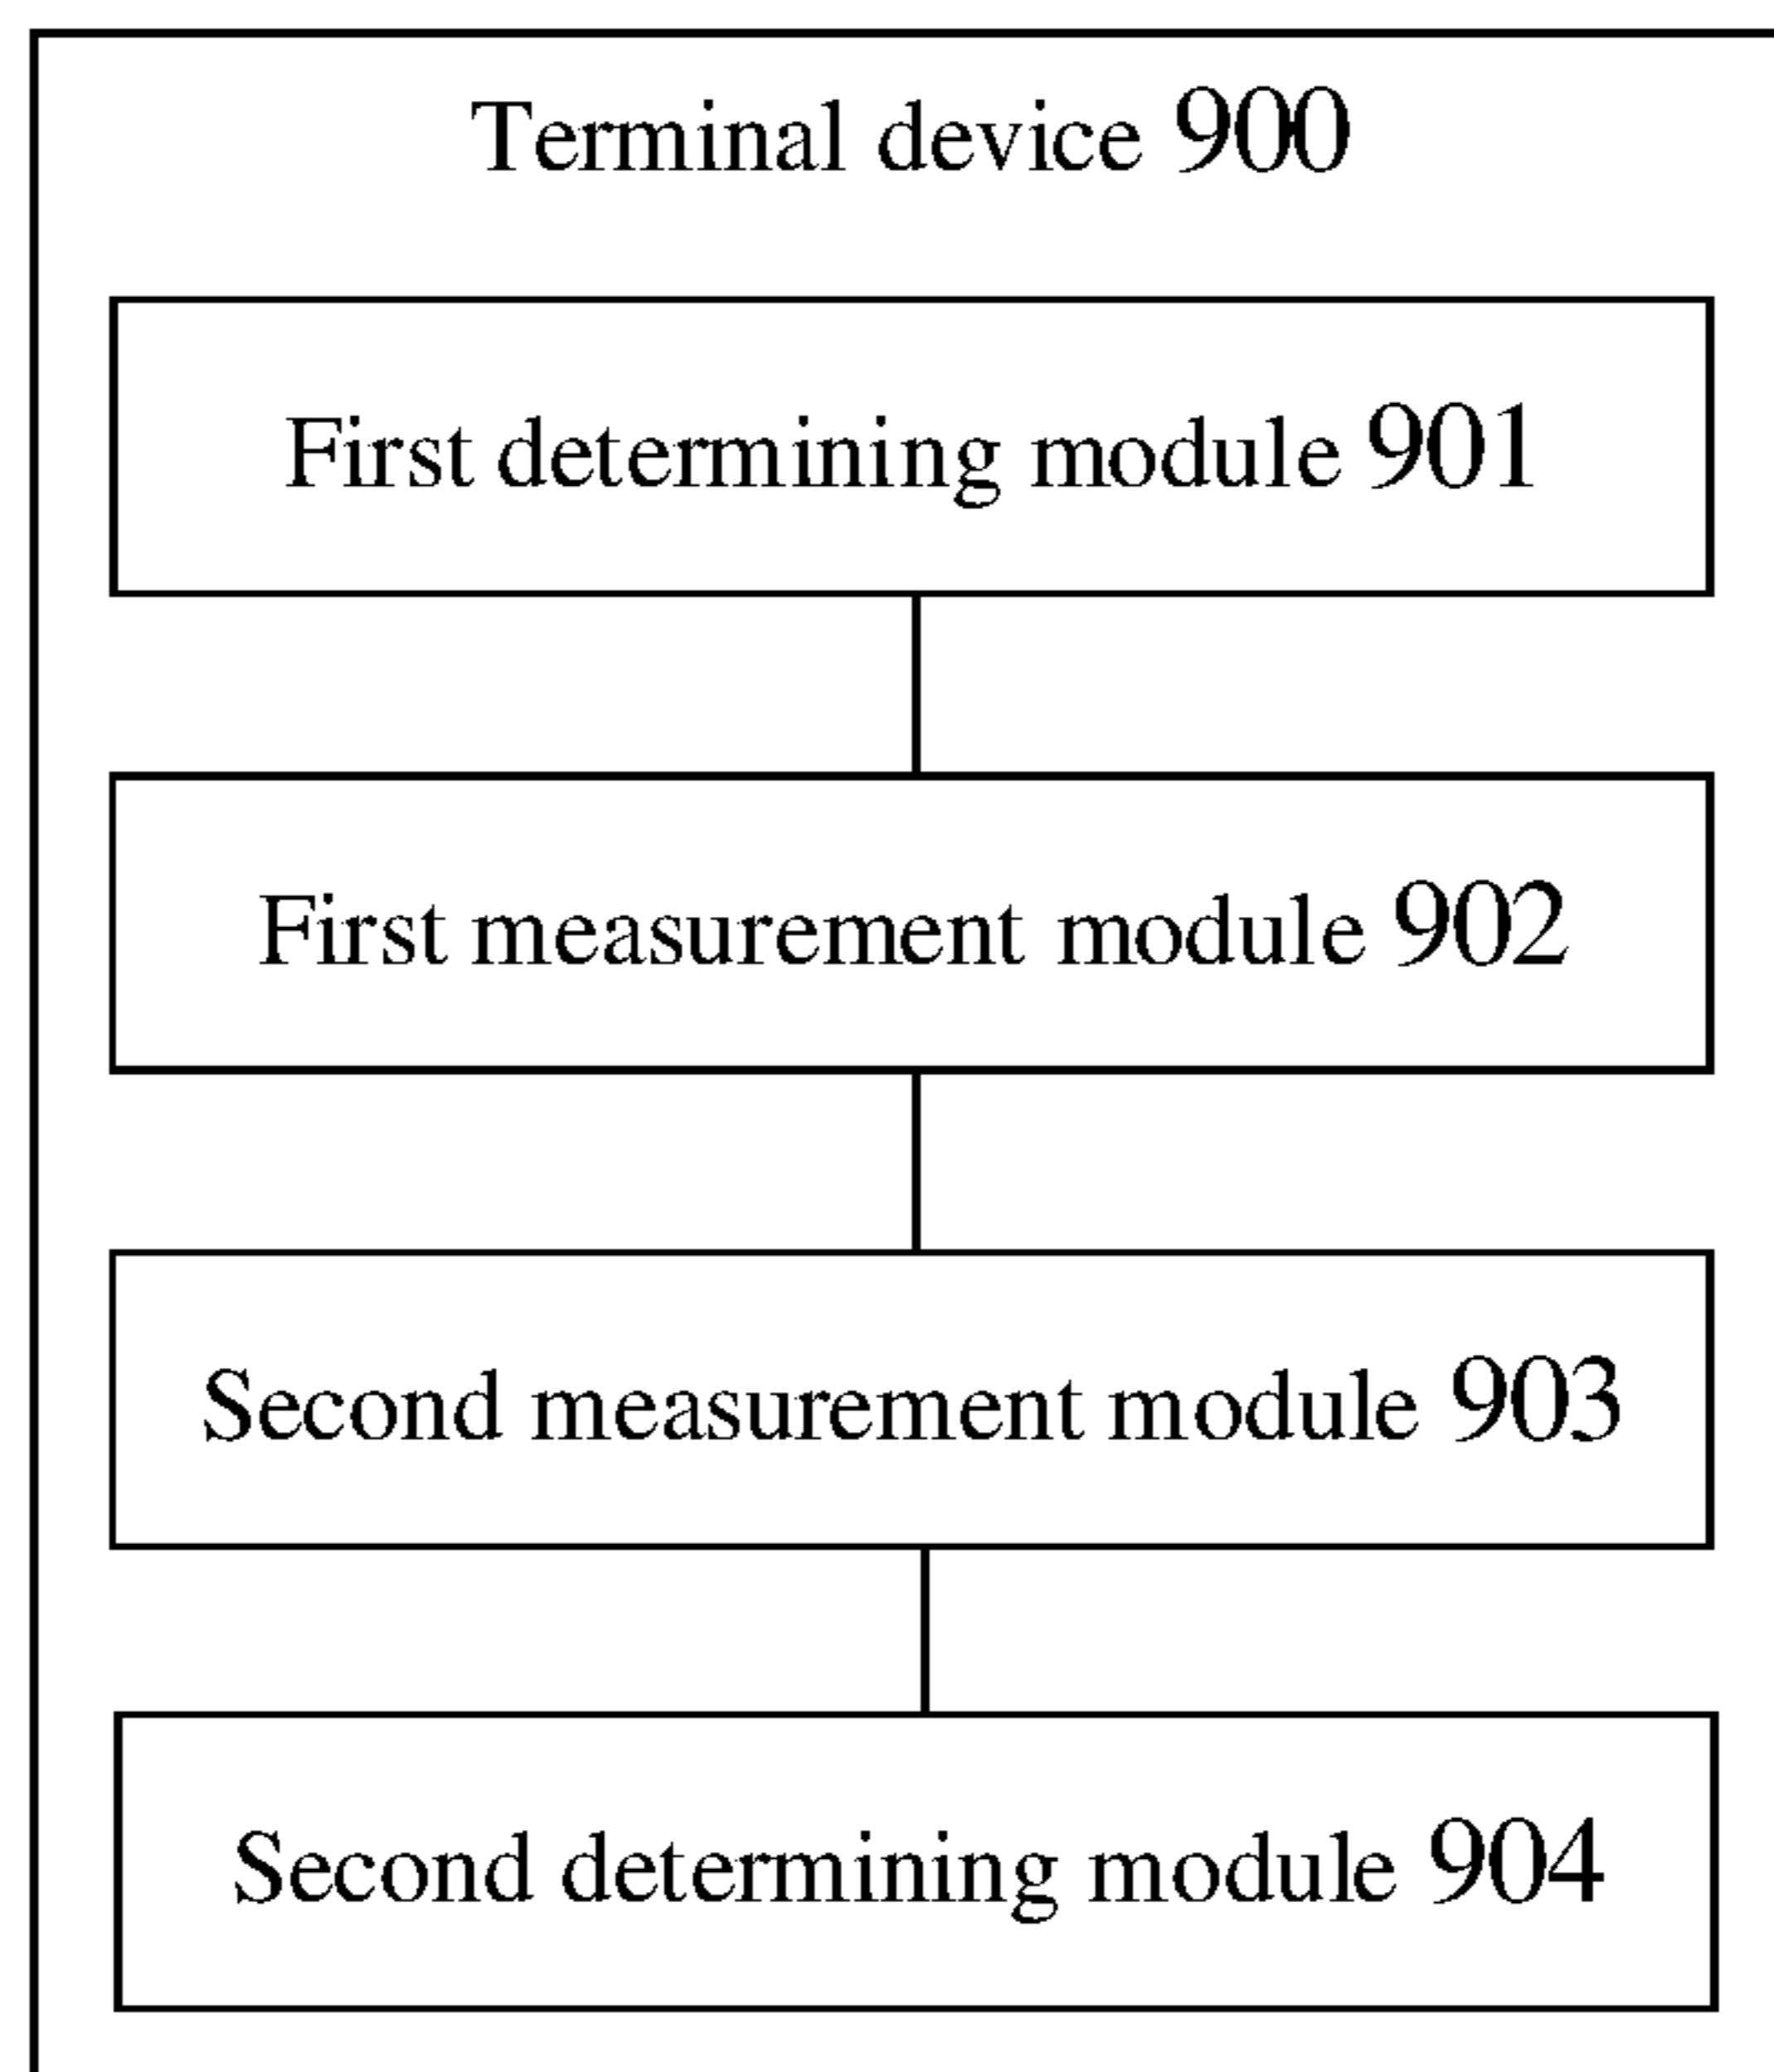 Terminal device 900
First determining module 901
First measurement module 902
Second measurement module 903
Second determining module 904